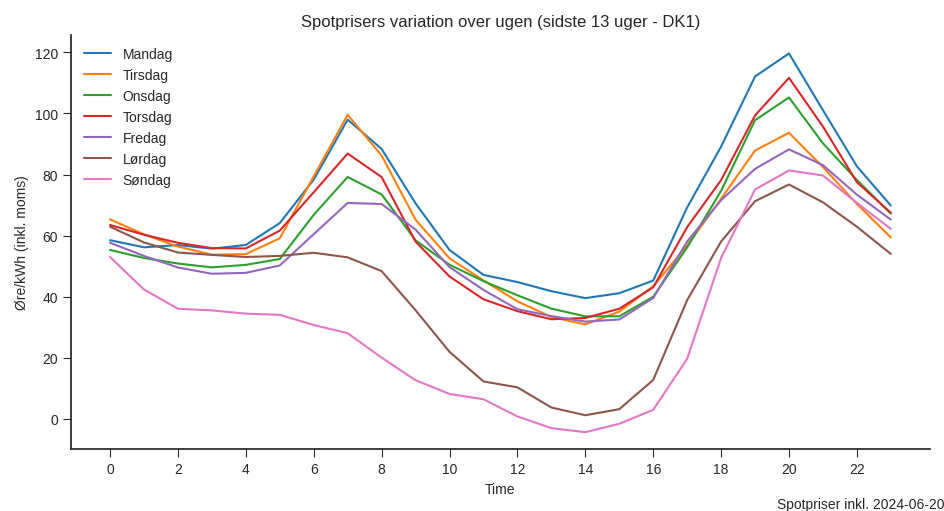 Spotprisers variation over ugen (sidste 13 uger - DK1)
Mandag
Tirsdag
Onsdag
Torsdag
Fredag
Lørdag
Søndag
Øre/kWh (inkl. moms)
120
100
80
60
40
20
0
0 2 4 6 8 10 12 14 16 18 20 22
Time
Spotpriser inkl. 2024-06-20